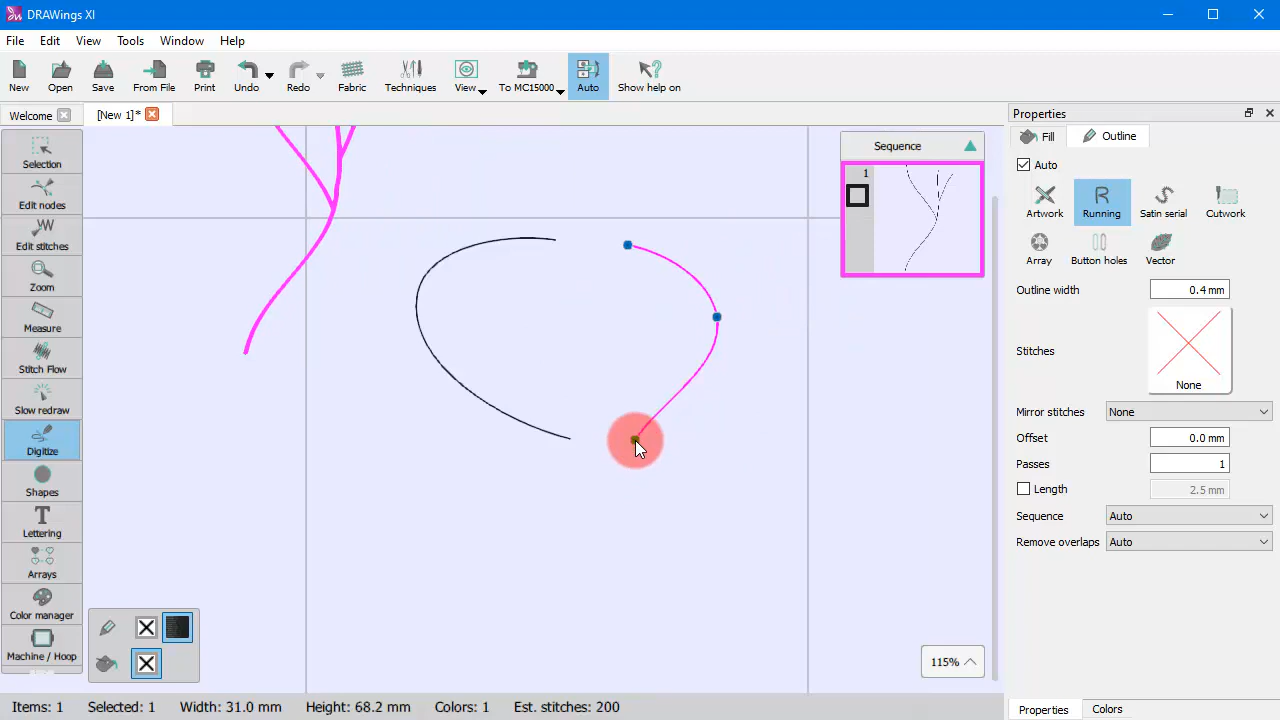 DRAWings XI
File Edit View Tools Window Help
New Open Save From File Print Undo Redo Fabric Techniques View To MC15000 Auto Show help on
Welcome [New 1]*
Properties
Fill Outline
Selection
Edit nodes
Edit stitches
Zoom
Measure
Stitch Flow
Slow redraw
Digitize
Shapes
Lettering
Arrays
Color manager
Machine / Hoop
Sequence
1
115%
Auto
Artwork Running Satin serial Cutwork
Array Button holes Vector
Outline width 0.4 mm
Stitches None
Mirror stitches None
Offset 0.0 mm
Passes 1
Length 2.5 mm
Sequence Auto
Remove overlaps Auto
Items: 1 Selected: 1 Width: 31.0 mm Height: 68.2 mm Colors: 1 Est. stitches: 200
Properties Colors